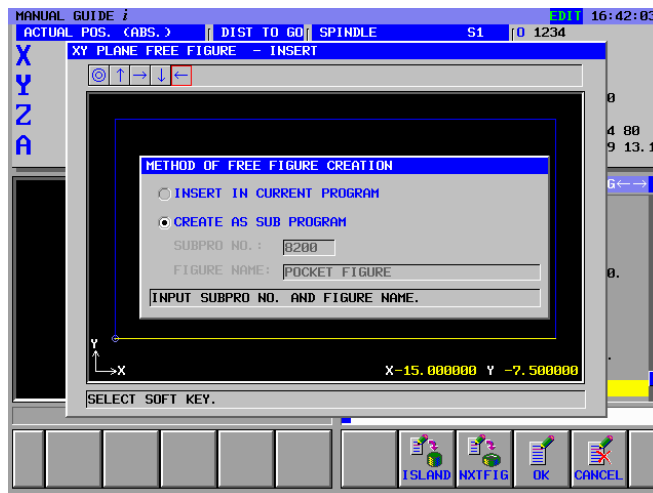 MANUAL GUIDE i EDIT 16:42:03
ACTUAL POS. (ABS.) DIST TO GO SPINDLE S1 O 1234
XY PLANE FREE FIGURE - INSERT
X
Y
Z
A
0
4 80
9 13.1
G←→
METHOD OF FREE FIGURE CREATION
INSERT IN CURRENT PROGRAM
CREATE AS SUB PROGRAM
SUBPRO NO.: 8200
FIGURE NAME: POCKET FIGURE
INPUT SUBPRO NO. AND FIGURE NAME.
0.
Y
X
X-15.000000 Y -7.500000
SELECT SOFT KEY.
ISLAND NXTFIG OK CANCEL